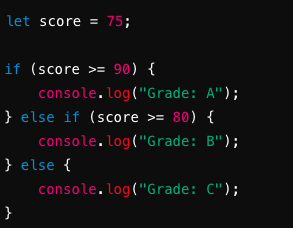 let score = 75;

if (score >= 90) {
    console.log("Grade: A");
} else if (score >= 80) {
    console.log("Grade: B");
} else {
    console.log("Grade: C");
}